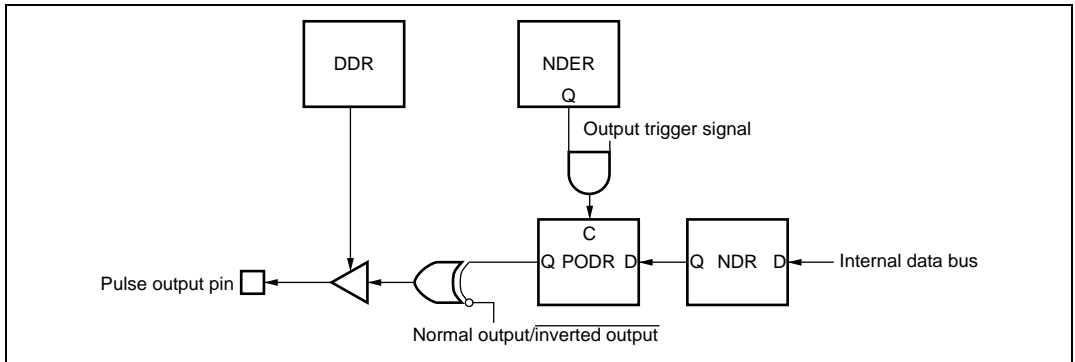 DDR
NDER
Q
Output trigger signal
C
Q PODR D
Q NDR D
Internal data bus
Pulse output pin
Normal output/inverted output